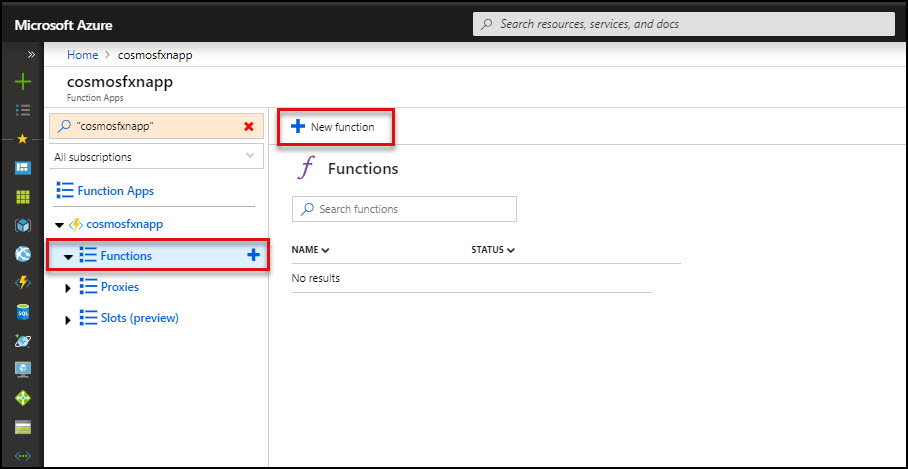 Microsoft Azure
Search resources, services, and docs
»
Home > cosmosfxnapp
cosmosfxnapp
Function Apps
"cosmosfxnapp"
All subscriptions
Function Apps
cosmosfxnapp
Functions
Proxies
Slots (preview)
New function
Functions
Search functions
NAME STATUS
No results
SQL